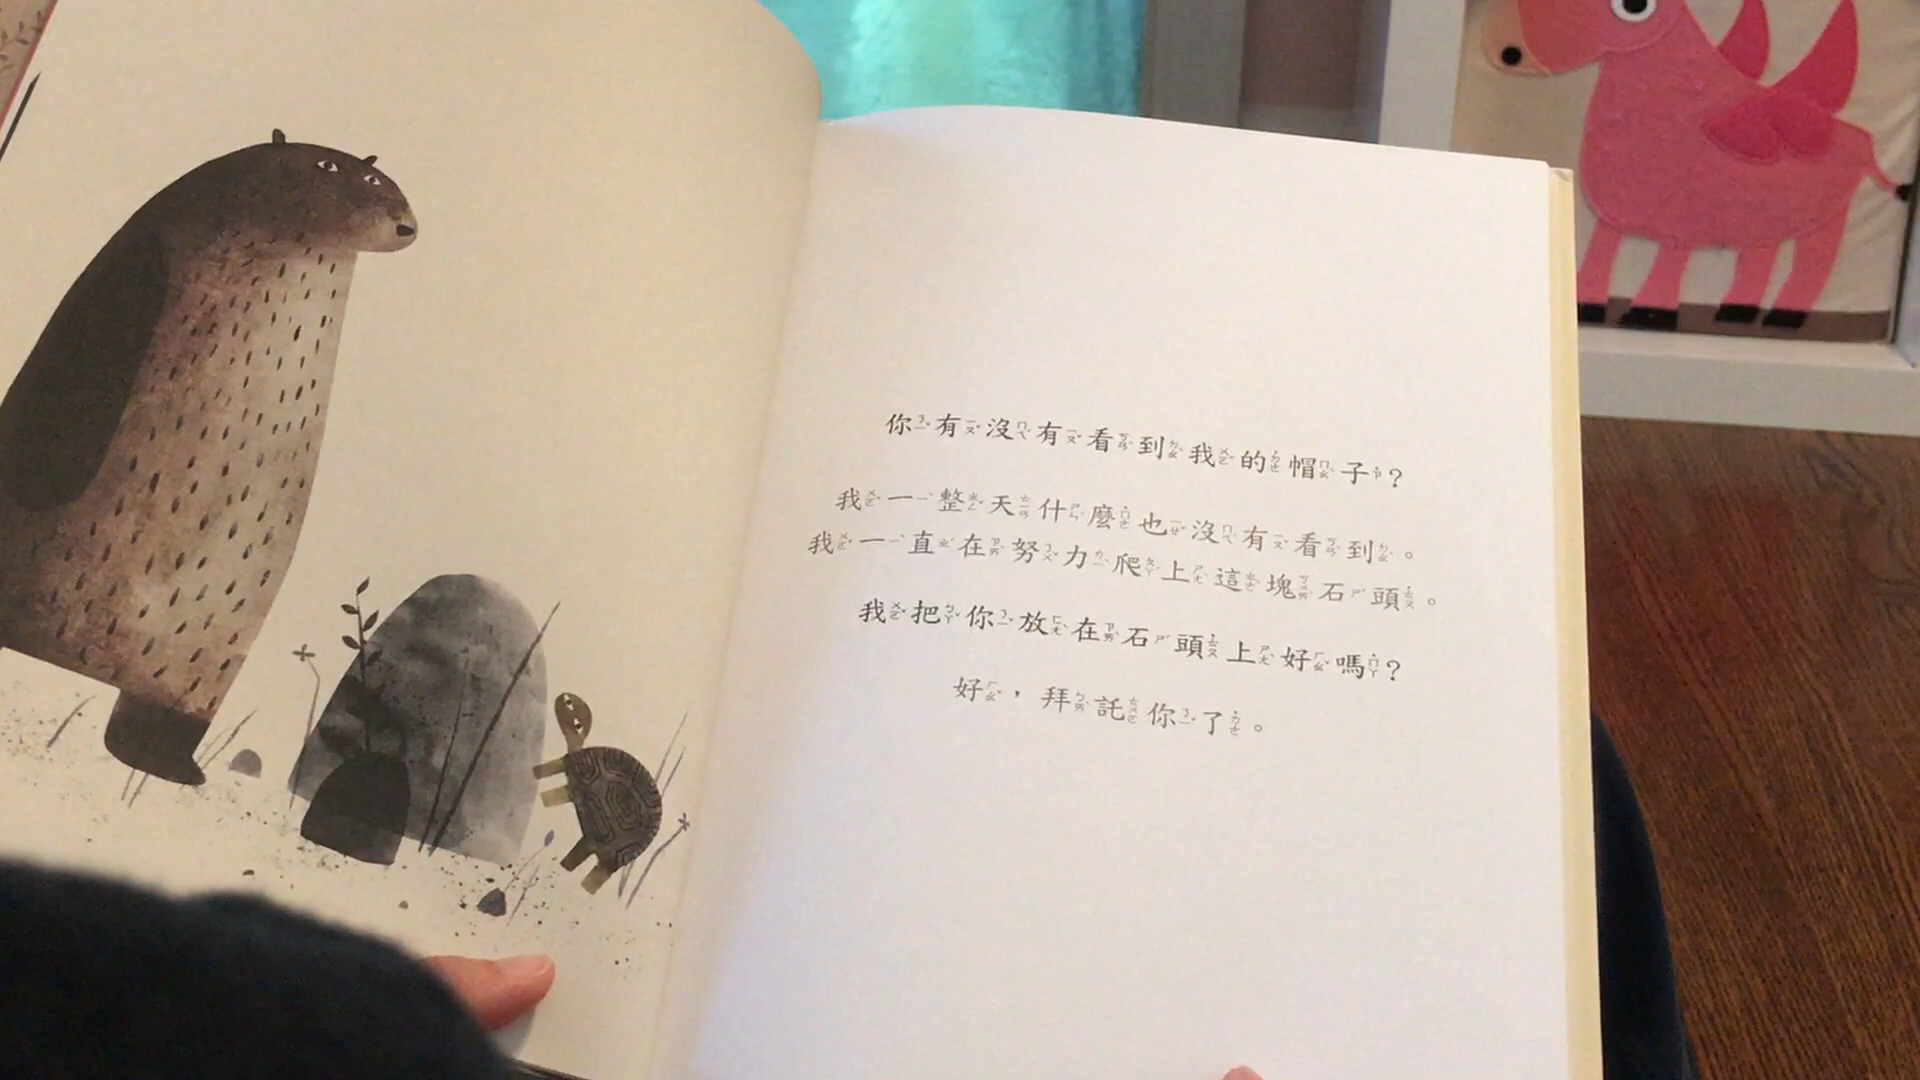 你有沒有看到我的帽子？
我一整天什麼也沒有看到。
我一直在努力爬上這塊石頭。
我把你放在石頭上好嗎？
好，拜託你了。